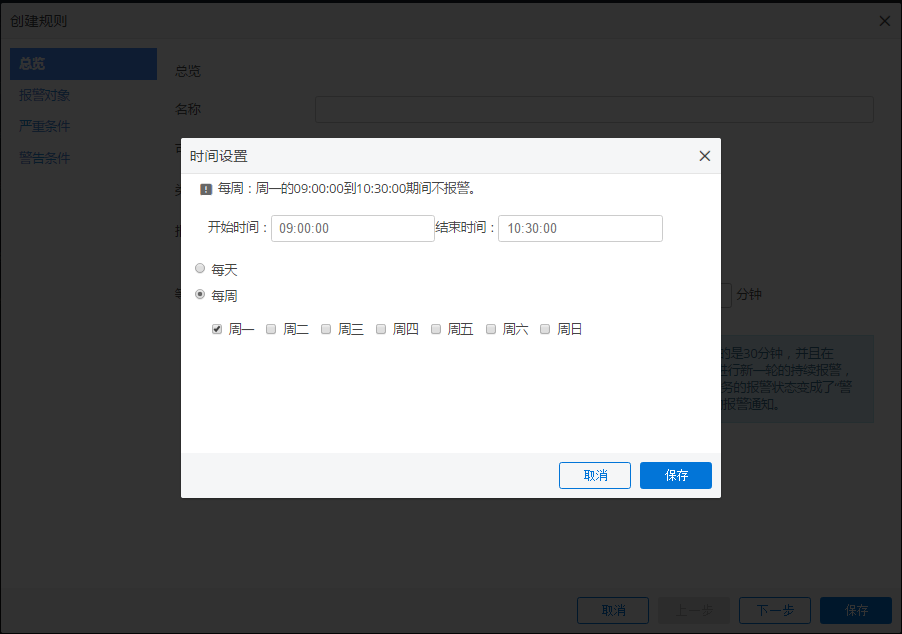 创建规则
总览
报警对象
严重条件
警告条件
总览
名称
时间设置
每周：周一的09:00:00到10:30:00期间不报警。
开始时间： 09:00:00 结束时间： 10:30:00
每天
每周
周一 周二 周三 周四 周五 周六 周日
分钟
的是30分钟，并且在
进行新一轮的持续报警，
务的报警状态变成了“警
报警通知。
取消 保存
取消 上一步 下一步 保存